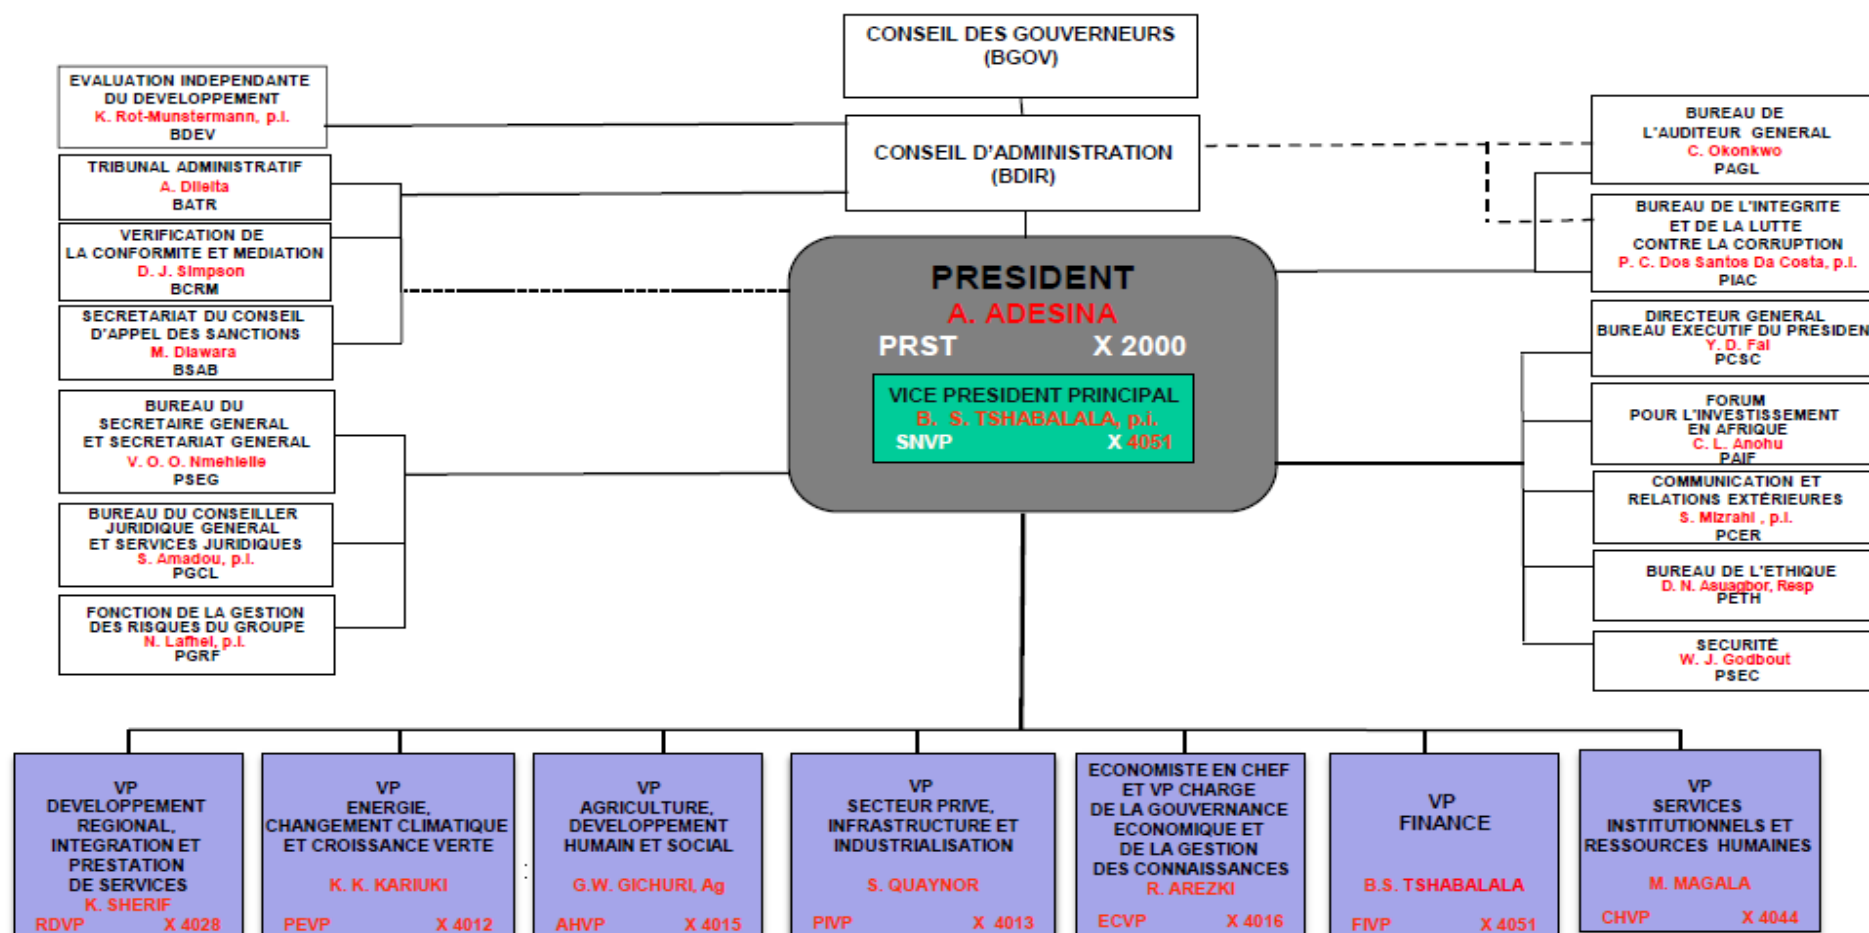 CONSEIL DES GOUVERNEURS
(BGOV)
CONSEIL D'ADMINISTRATION
(BDIR)
EVALUATION INDEPENDANTE
DU DEVELOPPEMENT
K. Rot-Munstermann, p.i.
BDEV
TRIBUNAL ADMINISTRATIF
A. Dileita
BATR
VERIFICATION DE
LA CONFORMITE ET MEDIATION
D. J. Simpson
BCRM
SECRETARIAT DU CONSEIL
D'APPEL DES SANCTIONS
M. Diawara
BSAB
BUREAU DU
SECRETAIRE GENERAL
ET SECRETARIAT GENERAL
V. O. O. Nmehielle
PSEG
BUREAU DU CONSEILLER
JURIDIQUE GENERAL
ET SERVICES JURIDIQUES
S. Amadou, p.i.
PGCL
FONCTION DE LA GESTION
DES RISQUES DU GROUPE
N. Lafhel, p.i.
PGRF
PRESIDENT
A. ADESINA
PRST X 2000
VICE PRESIDENT PRINCIPAL
B. S. TSHABALALA, p.i.
SNVP X 4051
BUREAU DE
L'AUDITEUR GENERAL
C. Okonkwo
PAGL
BUREAU DE L'INTEGRITE
ET DE LA LUTTE
CONTRE LA CORRUPTION
P. C. Dos Santos Da Costa, p.i.
PIAC
DIRECTEUR GENERAL
BUREAU EXECUTIF DU PRESIDEN
Y. D. Fal
PCSC
FORUM
POUR L'INVESTISSEMENT
EN AFRIQUE
C. L. Anohu
PAIF
COMMUNICATION ET
RELATIONS EXTÉRIEURES
S. Mizrahi , p.i.
PCER
BUREAU DE L'ETHIQUE
D. N. Asuagbor, Resp
PETH
SECURITÉ
W. J. Godbout
PSEC
VP
DEVELOPPEMENT
REGIONAL,
INTEGRATION ET
PRESTATION
DE SERVICES
K. SHERIF
RDVP X 4028
VP
ENERGIE,
CHANGEMENT CLIMATIQUE
ET CROISSANCE VERTE
K. K. KARIUKI
PEVP X 4012
:
VP
AGRICULTURE,
DEVELOPPEMENT
HUMAIN ET SOCIAL
G.W. GICHURI, Ag
AHVP X 4015
VP
SECTEUR PRIVE,
INFRASTRUCTURE ET
INDUSTRIALISATION
S. QUAYNOR
PIVP X 4013
ECONOMISTE EN CHEF
ET VP CHARGE
DE LA GOUVERNANCE
ECONOMIQUE ET
DE LA GESTION
DES CONNAISSANCES
R. AREZKI
ECVP X 4016
VP
FINANCE
B.S. TSHABALALA
FIVP X 4051
VP
SERVICES
INSTITUTIONNELS ET
RESSOURCES HUMAINES
M. MAGALA
CHVP X 4044